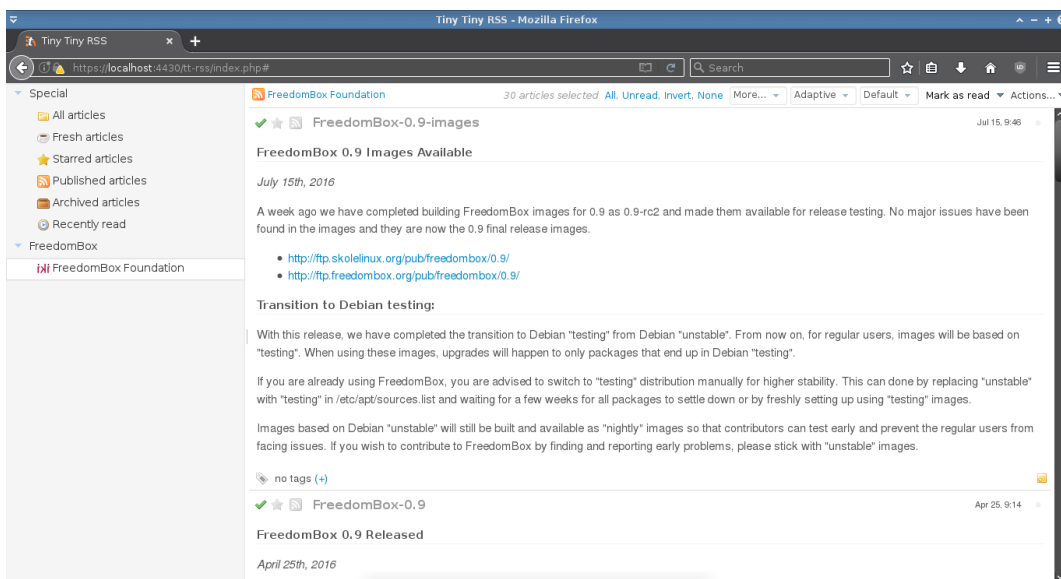 Tiny Tiny RSS - Mozilla Firefox
Tiny Tiny RSS × +
https://localhost:4430/tt-rss/index.php# Search
Special
All articles
Fresh articles
Starred articles
Published articles
Archived articles
Recently read
FreedomBox
FreedomBox Foundation
FreedomBox Foundation 30 articles selected All, Unread, Invert, None More... Adaptive Default Mark as read Actions...
FreedomBox-0.9-images Jul 15, 9:46
FreedomBox 0.9 Images Available
July 15th, 2016
A week ago we have completed building FreedomBox images for 0.9 as 0.9-rc2 and made them available for release testing. No major issues have been
found in the images and they are now the 0.9 final release images.
• http://ftp.skolelinux.org/pub/freedombox/0.9/
• http://ftp.freedombox.org/pub/freedombox/0.9/
Transition to Debian testing:
With this release, we have completed the transition to Debian "testing" from Debian "unstable". From now on, for regular users, images will be based on
"testing". When using these images, upgrades will happen to only packages that end up in Debian "testing".
If you are already using FreedomBox, you are advised to switch to "testing" distribution manually for higher stability. This can done by replacing "unstable"
with "testing" in /etc/apt/sources.list and waiting for a few weeks for all packages to settle down or by freshly setting up using "testing" images.
Images based on Debian "unstable" will still be built and available as "nightly" images so that contributors can test early and prevent the regular users from
facing issues. If you wish to contribute to FreedomBox by finding and reporting early problems, please stick with "unstable" images.
no tags (+)
FreedomBox-0.9 Apr 25, 9:14
FreedomBox 0.9 Released
April 25th, 2016